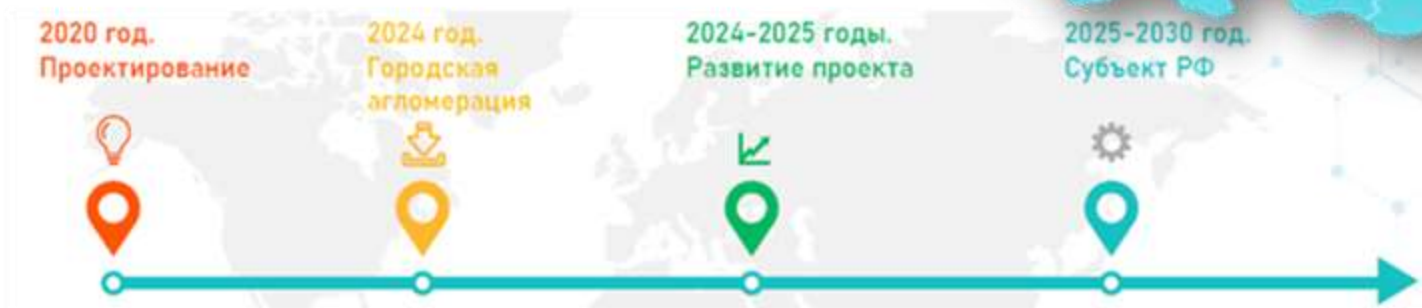 2020 год.
Проектирование
2024 год.
Городская
агломерация
2024-2025 годы.
Развитие проекта
2025-2030 год.
Субъект РФ